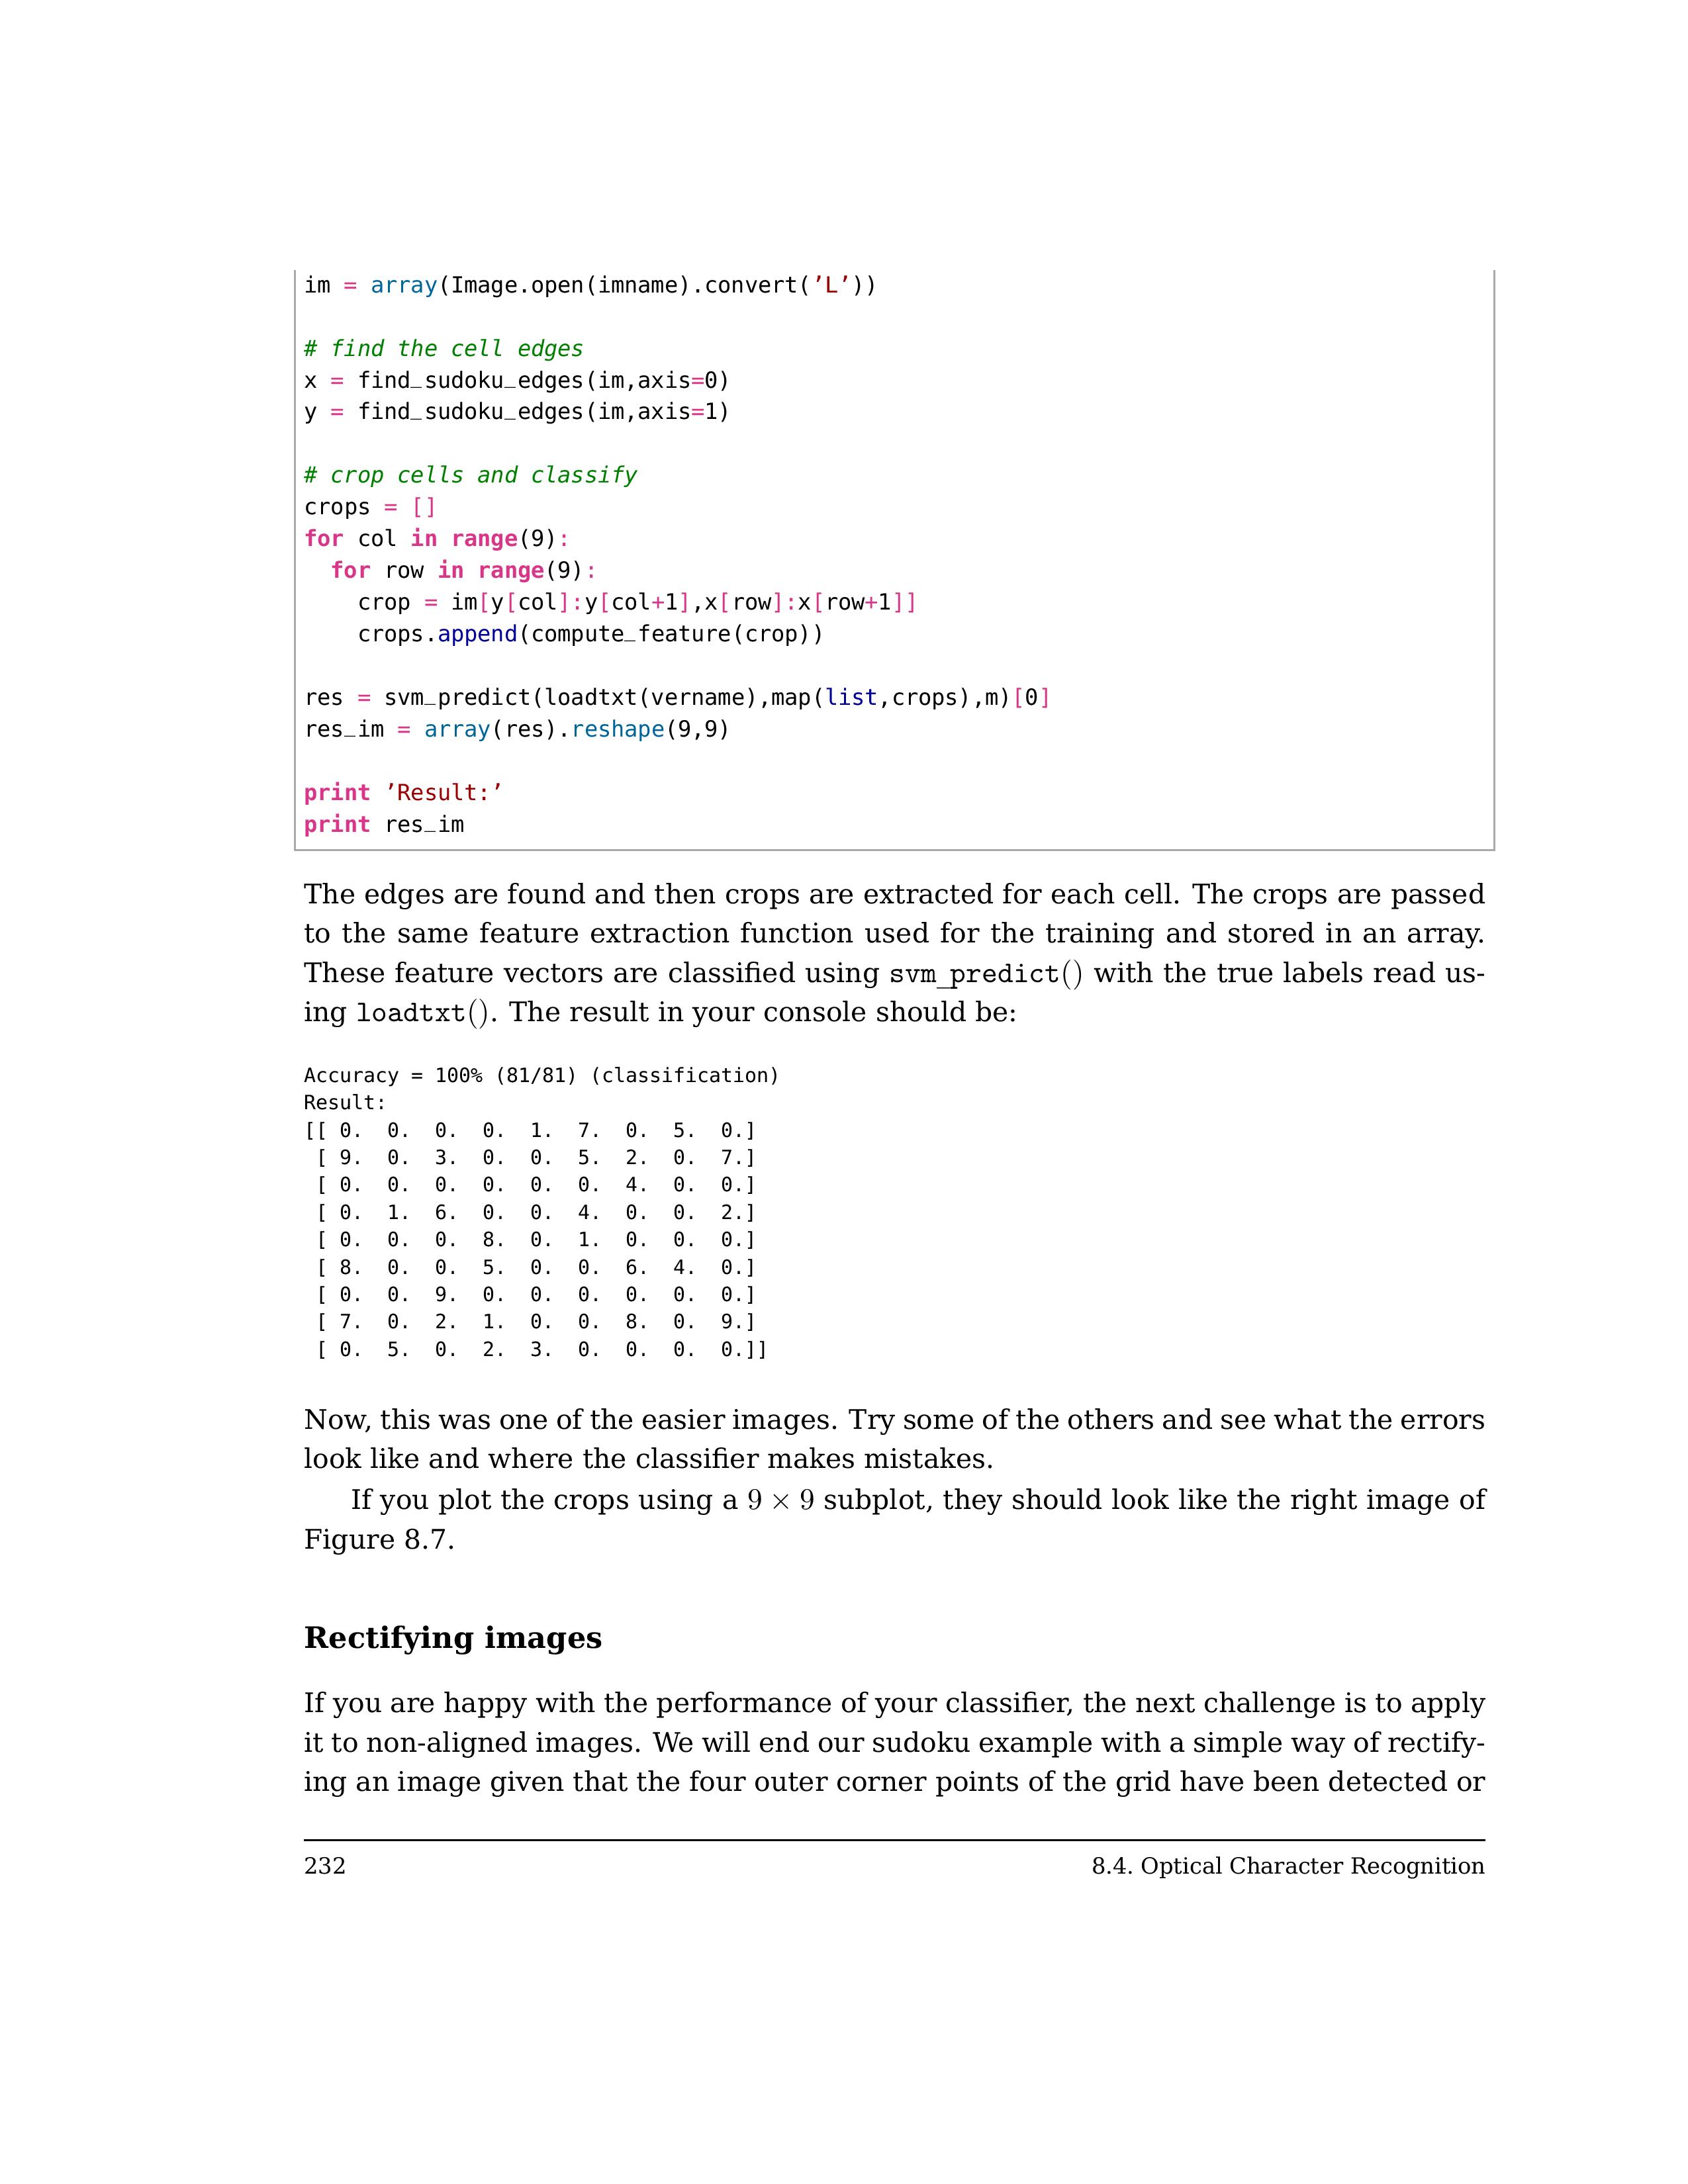 im = array(Image.open(imname).convert(’L’))

# find the cell edges
x = find_sudoku_edges(im,axis=0)
y = find_sudoku_edges(im,axis=1)

# crop cells and classify
crops = []
for col in range(9):
  for row in range(9):
    crop = im[y[col]:y[col+1],x[row]:x[row+1]]
    crops.append(compute_feature(crop))

res = svm_predict(loadtxt(vername),map(list,crops),m)[0]
res_im = array(res).reshape(9,9)

print ’Result:’
print res_im
The edges are found and then crops are extracted for each cell. The crops are passed
to the same feature extraction function used for the training and stored in an array.
These feature vectors are classified using svm_predict() with the true labels read us-
ing loadtxt(). The result in your console should be:
Accuracy = 100% (81/81) (classification)
Result:
[[ 0.  0.  0.  0.  1.  7.  0.  5.  0.]
 [ 9.  0.  3.  0.  0.  5.  2.  0.  7.]
 [ 0.  0.  0.  0.  0.  0.  4.  0.  0.]
 [ 0.  1.  6.  0.  0.  4.  0.  0.  2.]
 [ 0.  0.  0.  8.  0.  1.  0.  0.  0.]
 [ 8.  0.  0.  5.  0.  0.  6.  4.  0.]
 [ 0.  0.  9.  0.  0.  0.  0.  0.  0.]
 [ 7.  0.  2.  1.  0.  0.  8.  0.  9.]
 [ 0.  5.  0.  2.  3.  0.  0.  0.  0.]]
Now, this was one of the easier images. Try some of the others and see what the errors
look like and where the classifier makes mistakes.
If you plot the crops using a 9 × 9 subplot, they should look like the right image of
Figure 8.7.
Rectifying images
If you are happy with the performance of your classifier, the next challenge is to apply
it to non-aligned images. We will end our sudoku example with a simple way of rectify-
ing an image given that the four outer corner points of the grid have been detected or
232 8.4. Optical Character Recognition